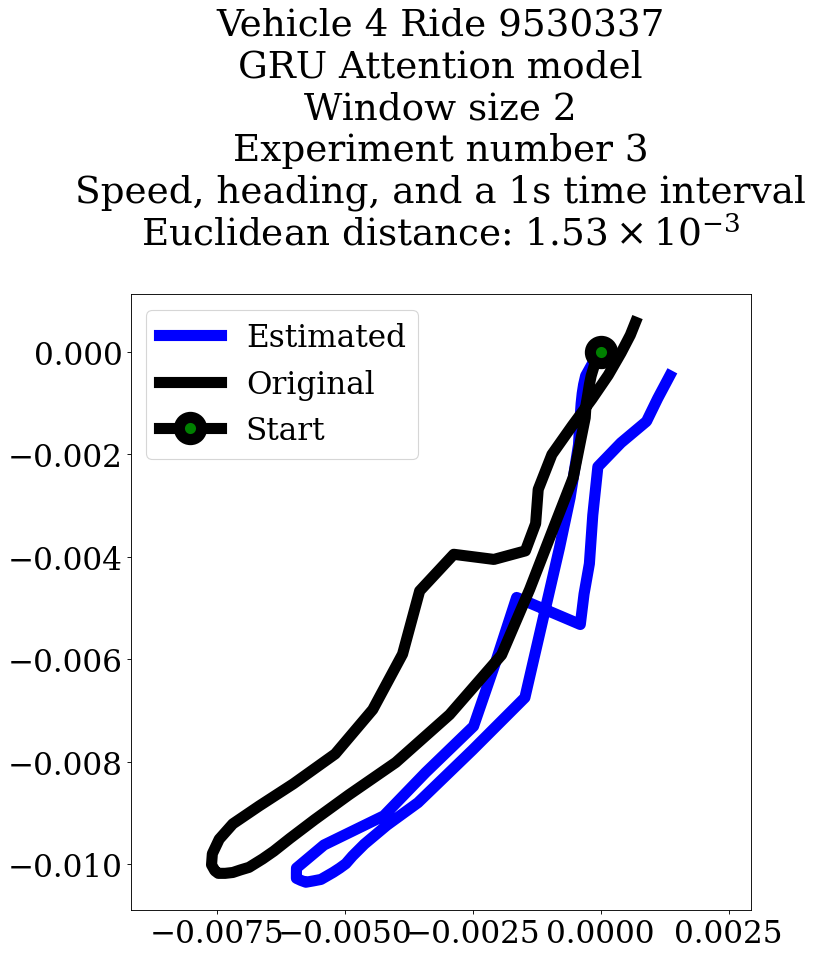 Vehicle 4 Ride 9530337
GRU Attention model
Window size 2
Experiment number 3
Speed, heading, and a 1s time interval
Euclidean distance: 1.53 × 10⁻³
Estimated
Original
Start
0.000
−0.002
−0.004
−0.006
−0.008
−0.010
−0.0075 −0.0050 −0.0025 0.0000 0.0025